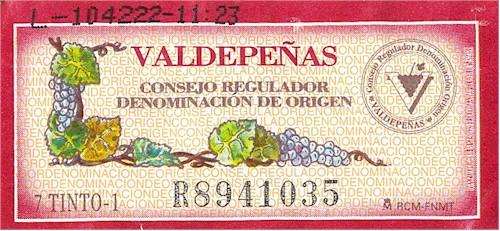 L.-104222-11:23
VALDEPEÑAS
CONSEJO REGULADOR
DENOMINACIÓN DE ORIGEN
Consejo Regulador Denominación Origen
VALDEPEÑAS
7 TINTO-1
R8941035
M RCM-FNMT